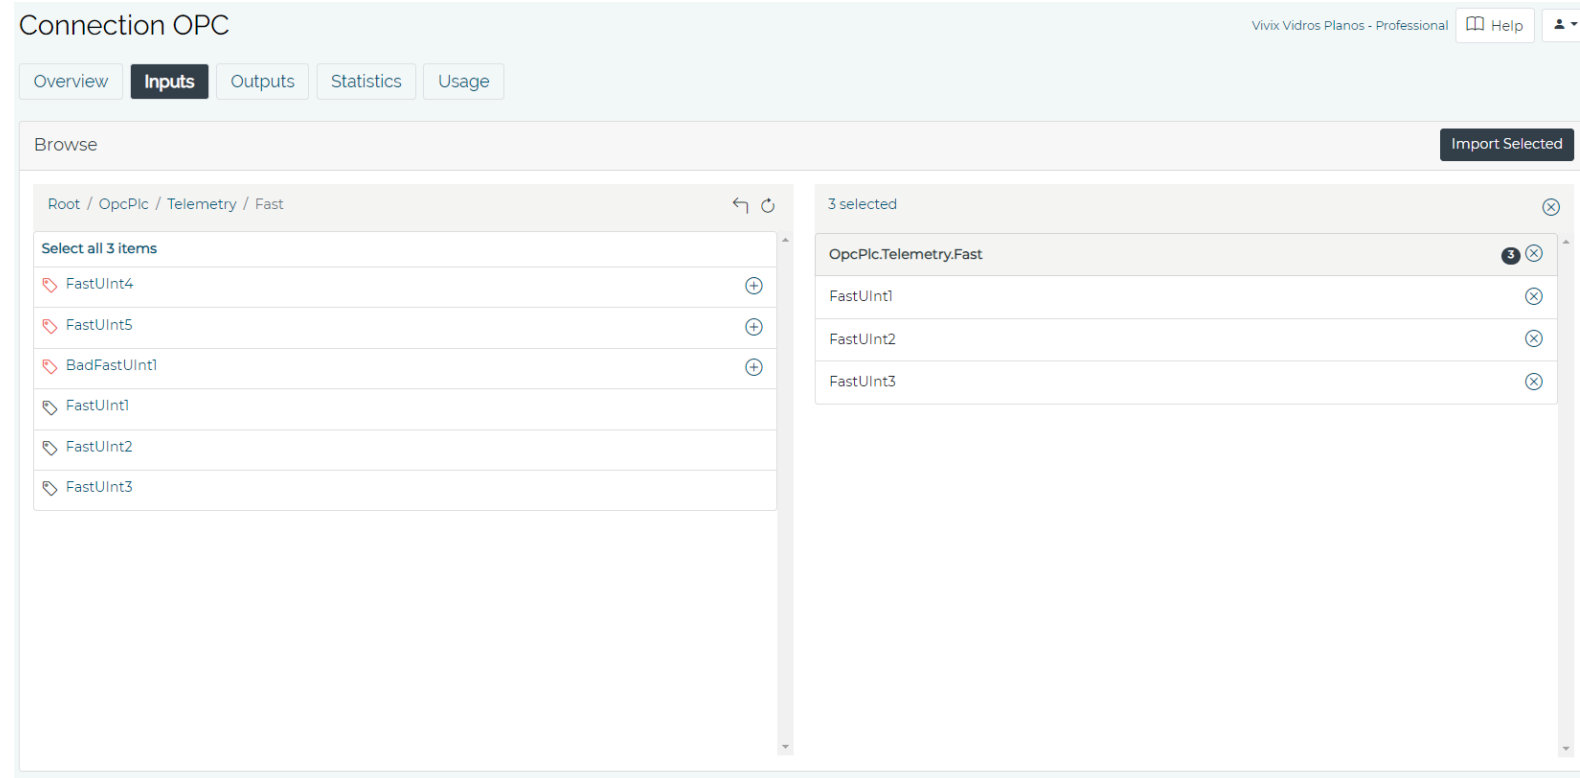 Connection OPC
Vivix Vidros Planos - Professional
Help
Overview
Inputs
Outputs
Statistics
Usage
Browse
Import Selected
Root / OpcPlc / Telemetry / Fast
Select all 3 items
FastUInt4
FastUInt5
BadFastUInt1
FastUInt1
FastUInt2
FastUInt3
3 selected
OpcPlc.Telemetry.Fast
3
FastUInt1
FastUInt2
FastUInt3